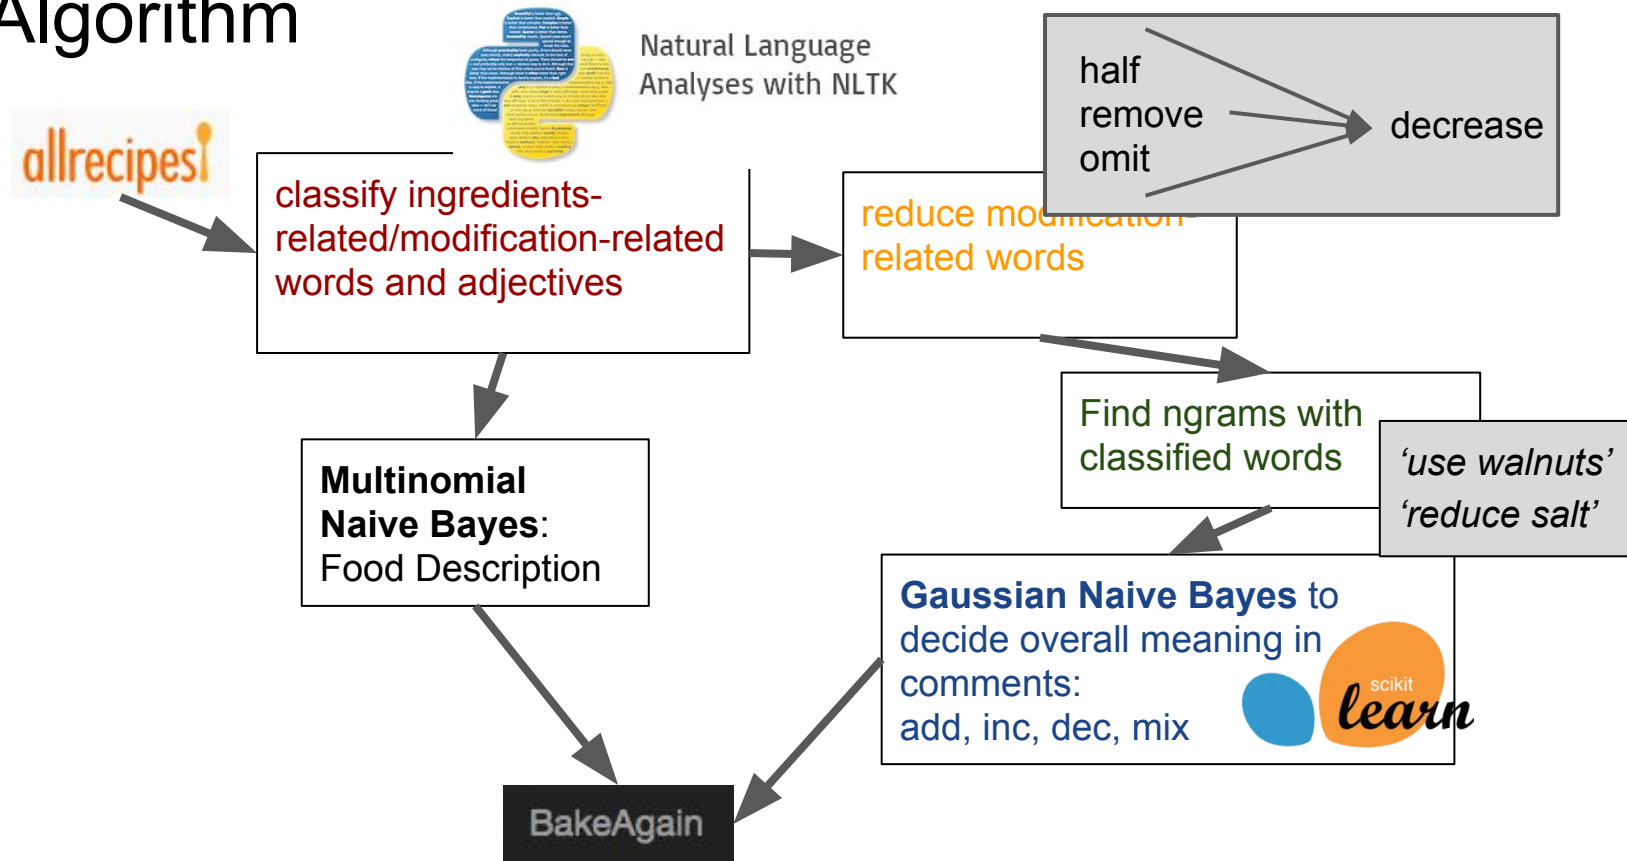 Algorithm
Natural Language
Analyses with NLTK
allrecipes
half
remove
omit
decrease
classify ingredients-
related/modification-related
words and adjectives
reduce modification-
related words
Find ngrams with
classified words
‘use walnuts’
‘reduce salt’
Multinomial
Naive Bayes:
Food Description
Gaussian Naive Bayes to
decide overall meaning in
comments:
add, inc, dec, mix
scikit
learn
BakeAgain